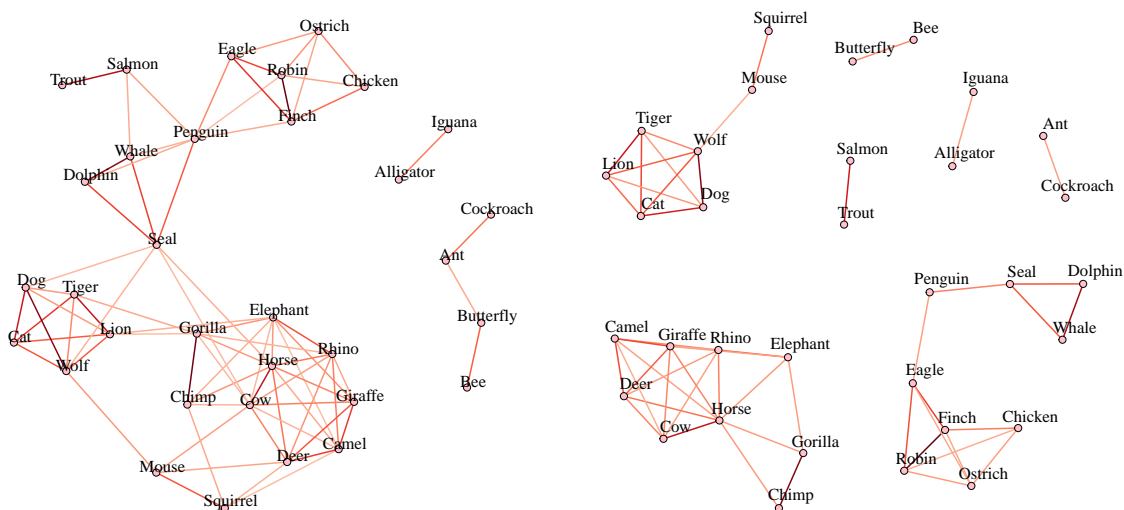 Ostrich
Eagle
Robin
Salmon
Trout
Chicken
Finch
Penguin
Iguana
Whale
Dolphin
Alligator
Cockroach
Seal
Ant
Dog
Tiger
Elephant
Butterfly
Gorilla
Lion
Cat
Rhino
Horse
Wolf
Bee
Chimp
Cow
Giraffe
Camel
Deer
Mouse
Squirrel
Squirrel
Bee
Butterfly
Mouse
Iguana
Tiger
Wolf
Ant
Salmon
Lion
Alligator
Dog
Cockroach
Cat
Trout
Penguin
Seal
Dolphin
Whale
Camel
Giraffe
Rhino
Elephant
Eagle
Deer
Horse
Finch
Chicken
Cow
Gorilla
Robin
Ostrich
Chimp